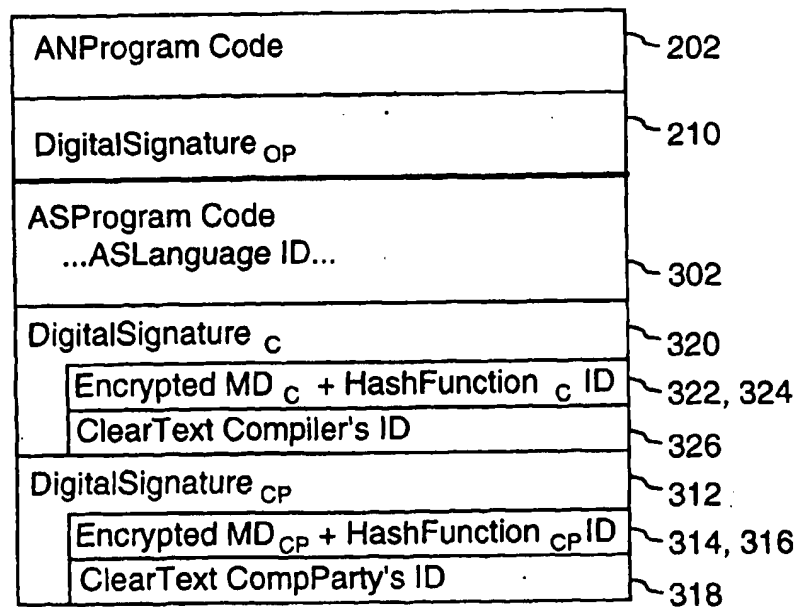 ANProgram Code 202
DigitalSignature OP 210
ASProgram Code
...ASLanguage ID... 302
DigitalSignature C 320
Encrypted MD C + HashFunction C ID 322, 324
ClearText Compiler's ID 326
DigitalSignature CP 312
Encrypted MD CP + HashFunction CP ID 314, 316
ClearText CompParty's ID 318